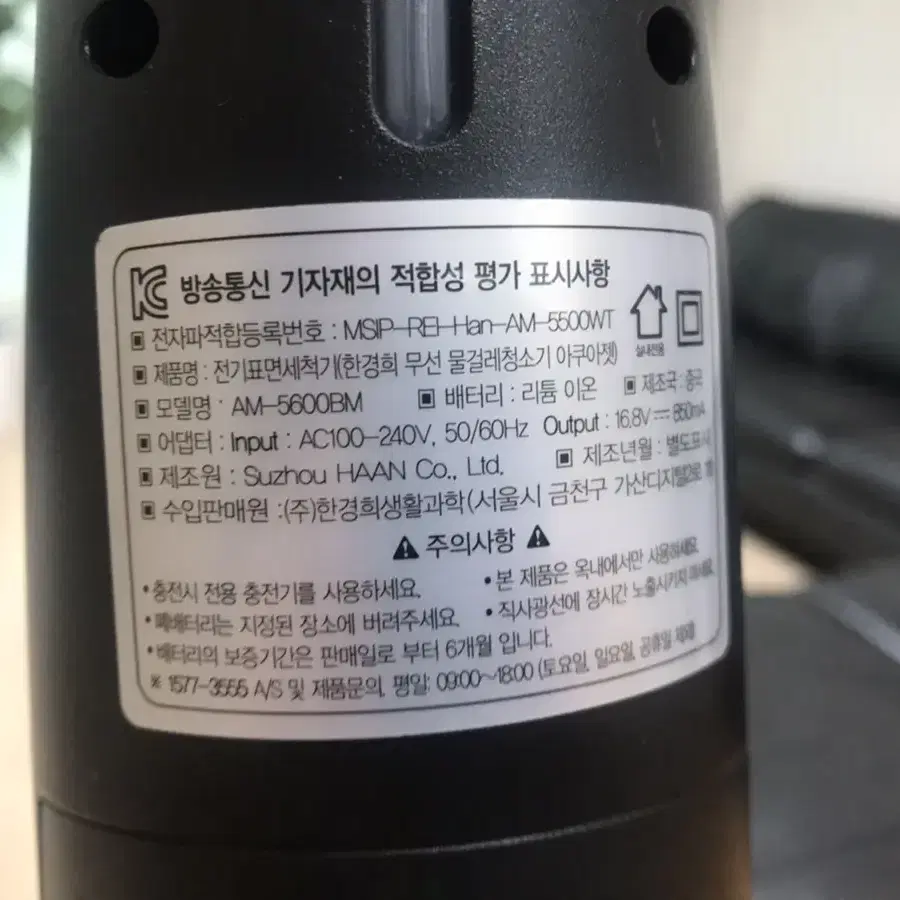 KC 방송통신 기자재의 적합성 평가 표시사항
▣ 전자파적합등록번호 : MSIP-REI-Han-AM-5500WT
실내전용
▣ 제품명 : 전기표면세척기(한경희 무선 물걸레청소기 아쿠아젯)
▣ 모델명 : AM-5600BM ▣ 배터리 : 리튬 이온 ▣ 제조국 : 중국
▣ 어댑터 : Input : AC100-240V, 50/60Hz Output : 16.8V⎓850mA
▣ 제조원 : Suzhou HAAN Co., Ltd. ▣ 제조년월 : 별도표시
▣ 수입판매원 :(주)한경희생활과학(서울시 금천구 가산디지털2로
⚠ 주의사항 ⚠
•충전시 전용 충전기를 사용하세요. •본 제품은 옥내에서만 사용하세요.
•폐배터리는 지정된 장소에 버려주세요. •직사광선에 장시간 노출시키지
•배터리의 보증기간은 판매일로 부터 6개월 입니다.
※ 1577-3555 A/S 및 제품문의, 평일: 09:00~18:00 (토요일, 일요일, 공휴일 제외)